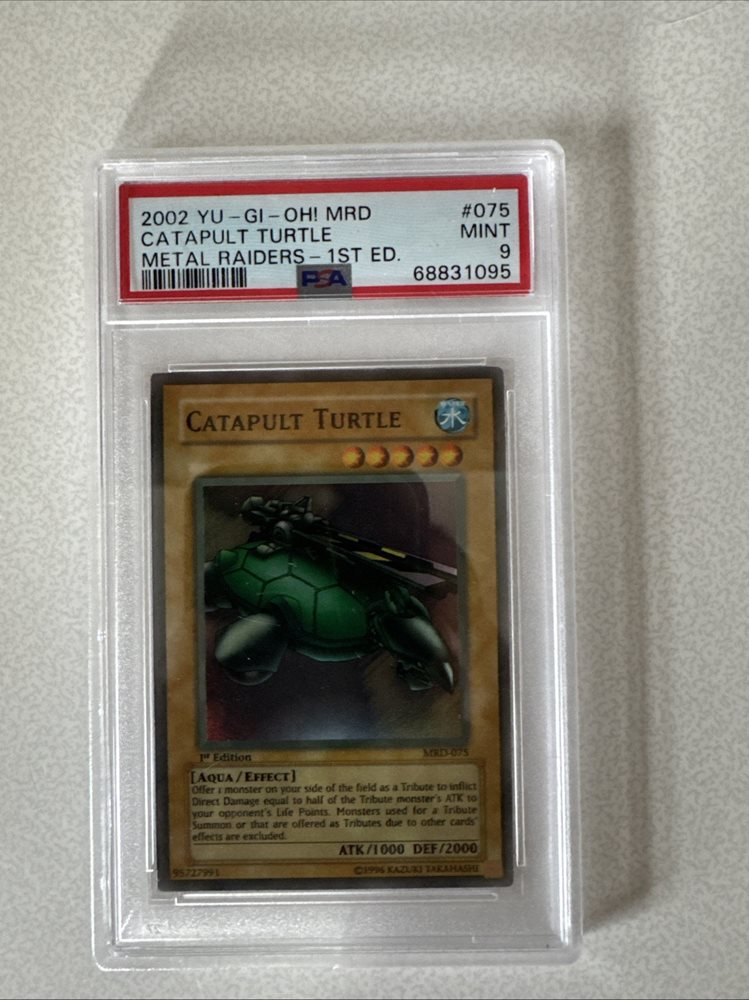 2002 YU-GI-OH! MRD #075
CATAPULT TURTLE MINT
METAL RAIDERS-1ST ED. 9
PSA 68831095
CATAPULT TURTLE
水
1st Edition MRD-075
[AQUA/EFFECT]
Offer 1 monster on your side of the field as a Tribute to inflict
Direct Damage equal to half of the Tribute monster's ATK to
your opponent's Life Points. Monsters used for a Tribute
Summon or that are offered as Tributes due to other cards'
effects are excluded.
ATK/1000 DEF/2000
95727991 ©1996 KAZUKI TAKAHASHI